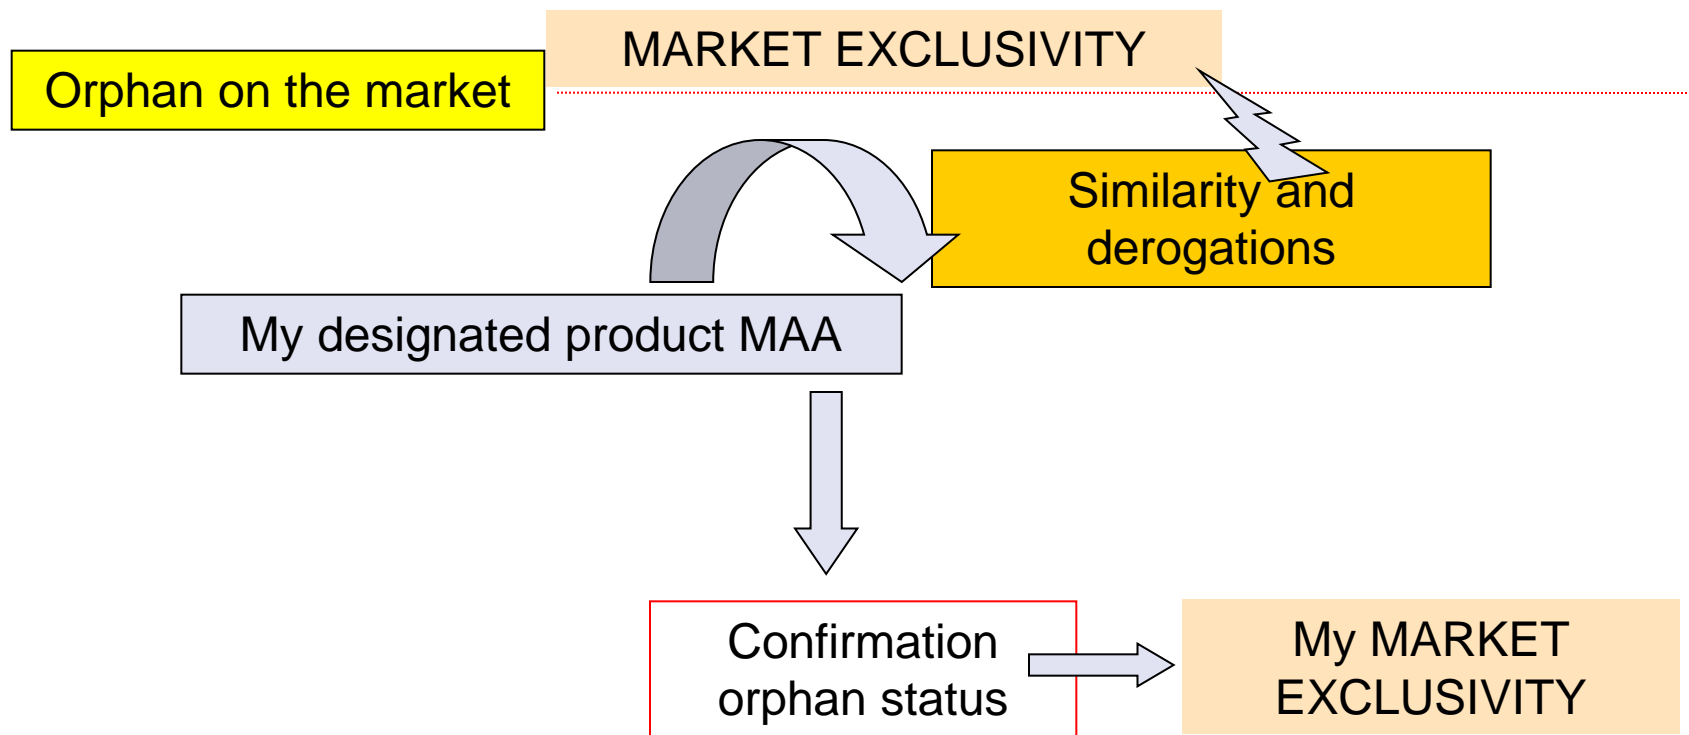 MARKET EXCLUSIVITY
Orphan on the market
Similarity and
derogations
My designated product MAA
Confirmation
orphan status
My MARKET
EXCLUSIVITY